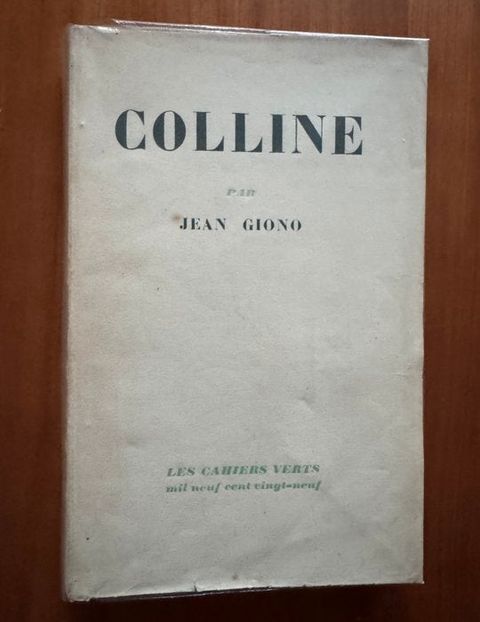 COLLINE
PAR
JEAN GIONO
LES CAHIERS VERTS
mil neuf cent vingt-neuf